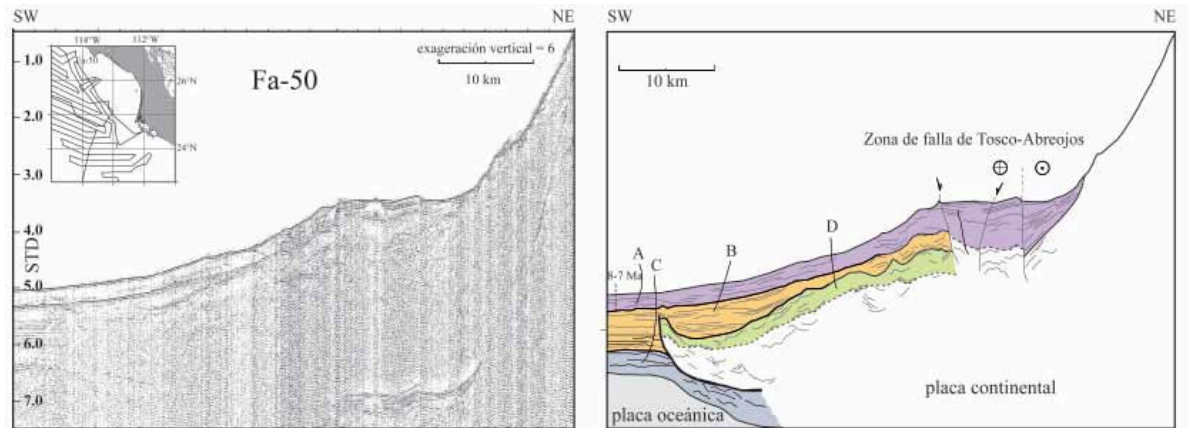 SW
NE
1.0
2.0
3.0
4.0
5.0
6.0
7.0
STD
114°W
112°W
Fa-50
26°N
24°N
Fa-50
exageración vertical = 6
10 km
SW
NE
10 km
Zona de falla de Tosco-Abreojos
A
C
B
D
8-7 Ma
placa continental
placa oceánica